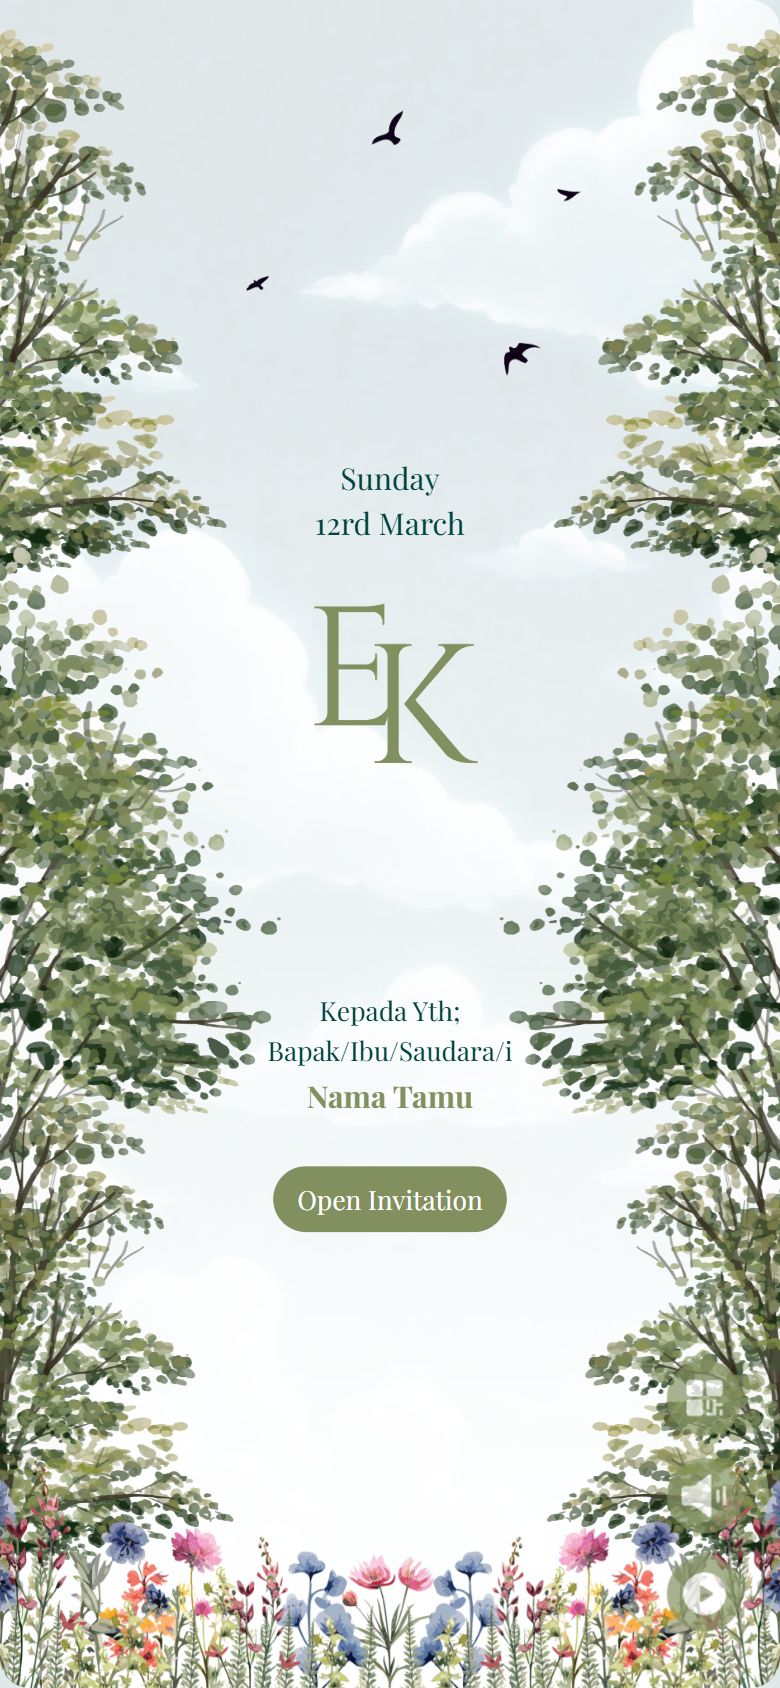 Sunday
12rd March
EK
Kepada Yth;
Bapak/Ibu/Saudara/i
Nama Tamu
Open Invitation